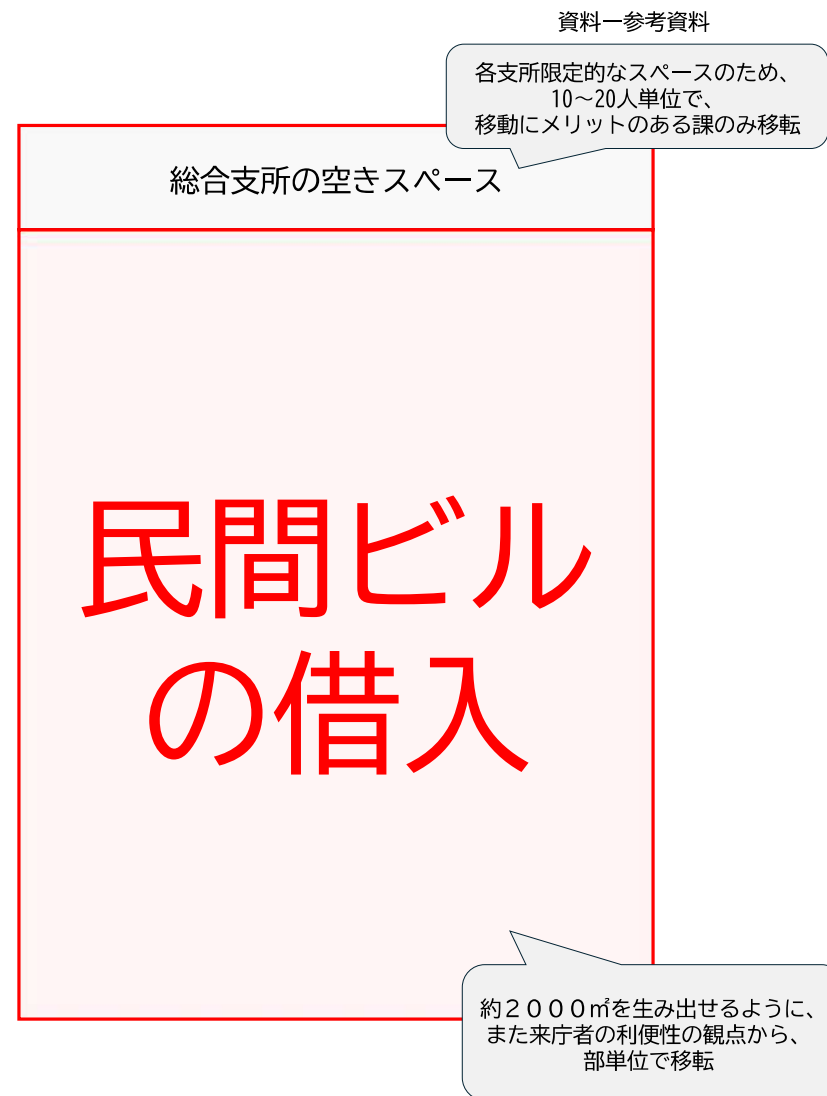 資料ー参考資料
各支所限定的なスペースのため、
10～20人単位で、
移動にメリットのある課のみ移転
総合支所の空きスペース
民間ビル
の借入
約２０００㎡を生み出せるように、
また来庁者の利便性の観点から、
部単位で移転